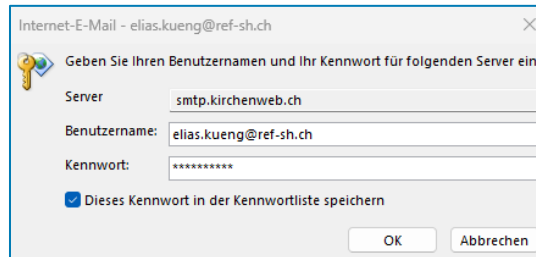 Internet-E-Mail - elias.kueng@ref-sh.ch
Geben Sie Ihren Benutzernamen und Ihr Kennwort für folgenden Server ein
Server
smtp.kirchenweb.ch
Benutzername: elias.kueng@ref-sh.ch
Kennwort: **********
Dieses Kennwort in der Kennwortliste speichern
OK Abbrechen